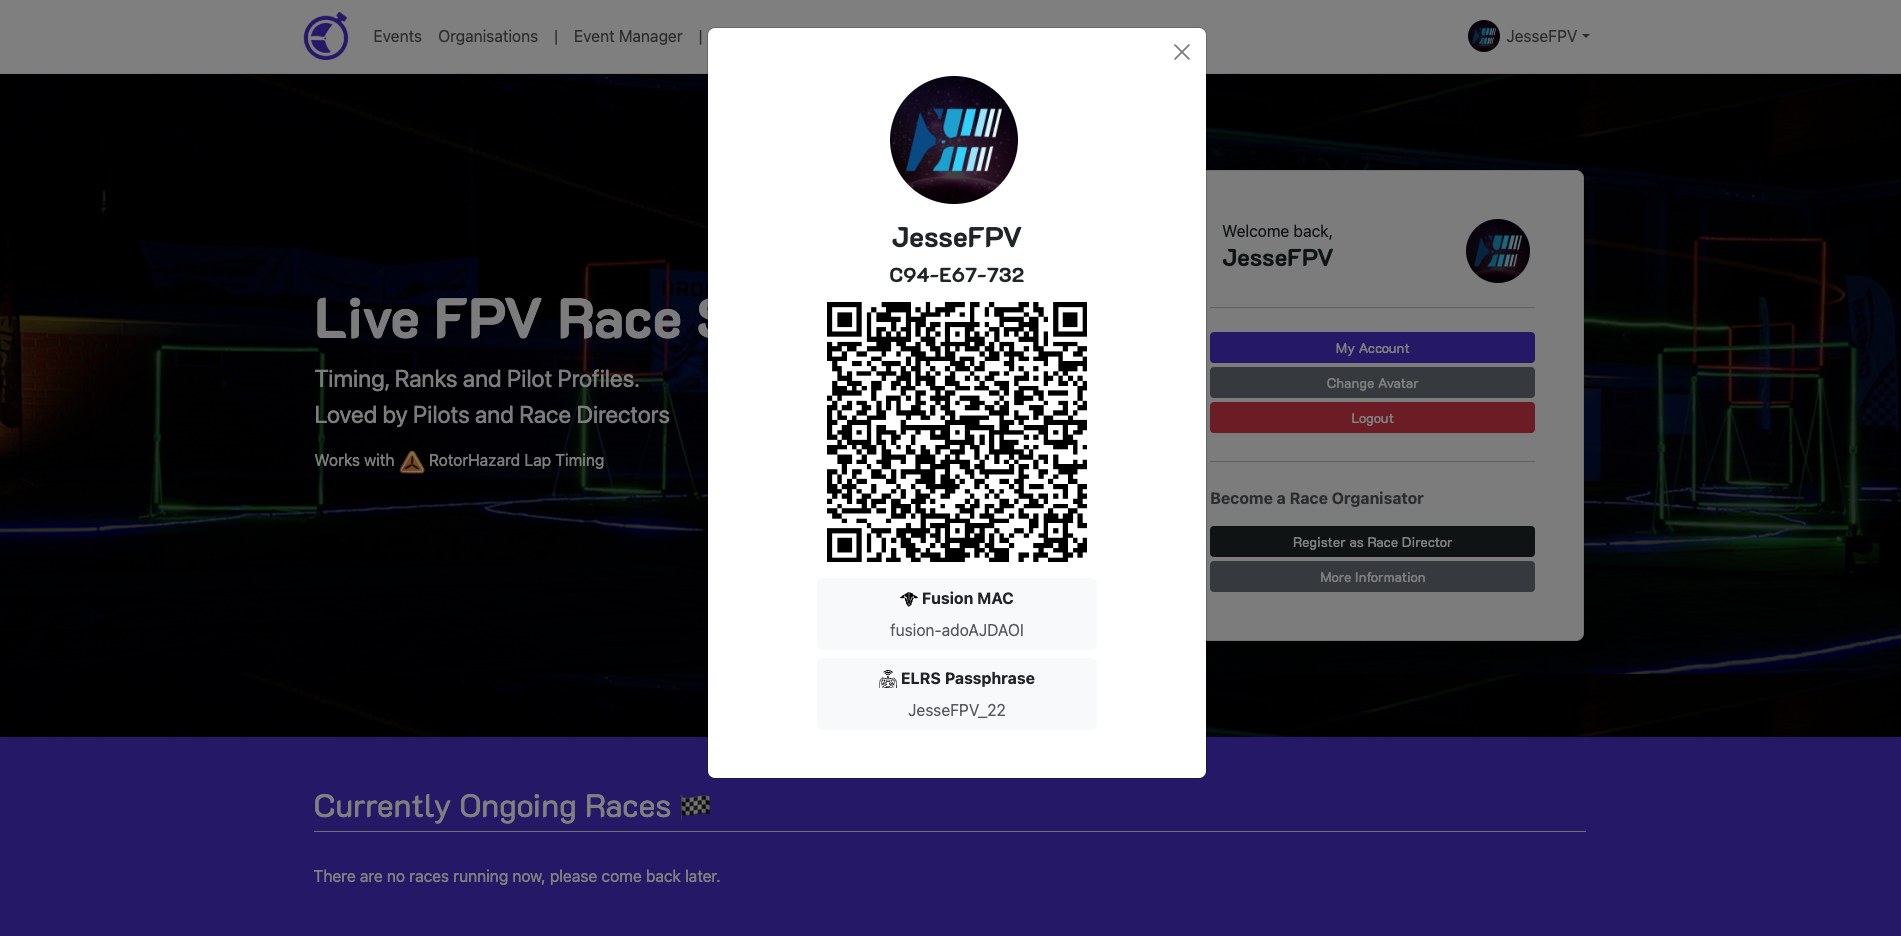 Events Organisations | Event Manager |
JesseFPV
JesseFPV
C94-E67-732
Fusion MAC
fusion-adoAJDAOI
ELRS Passphrase
JesseFPV_22
Live FPV Race
Timing, Ranks and Pilot Profiles.
Loved by Pilots and Race Directors
Works with RotorHazard Lap Timing
Welcome back,
JesseFPV
My Account
Change Avatar
Logout
Become a Race Organisator
Register as Race Director
More Information
Currently Ongoing Races
There are no races running now, please come back later.